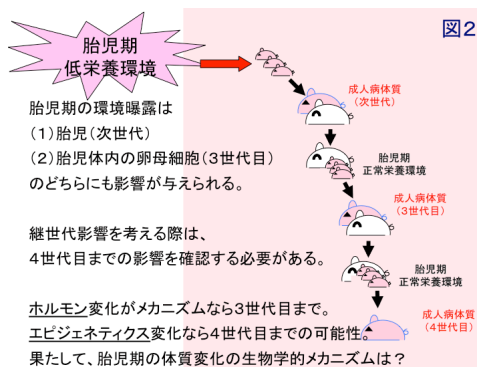 図2
胎児期
低栄養環境
成人病体質
(次世代)
胎児期の環境曝露は
(1)胎児(次世代)
(2)胎児体内の卵母細胞(3世代目)
のどちらにも影響が与えられる。
胎児期
正常栄養環境
成人病体質
(3世代目)
継世代影響を考える際は、
4世代目までの影響を確認する必要がある。
胎児期
正常栄養環境
ホルモン変化がメカニズムなら3世代目まで。
エピジェネティクス変化なら4世代目までの可能性。
果たして、胎児期の体質変化の生物学的メカニズムは?
成人病体質
(4世代目)